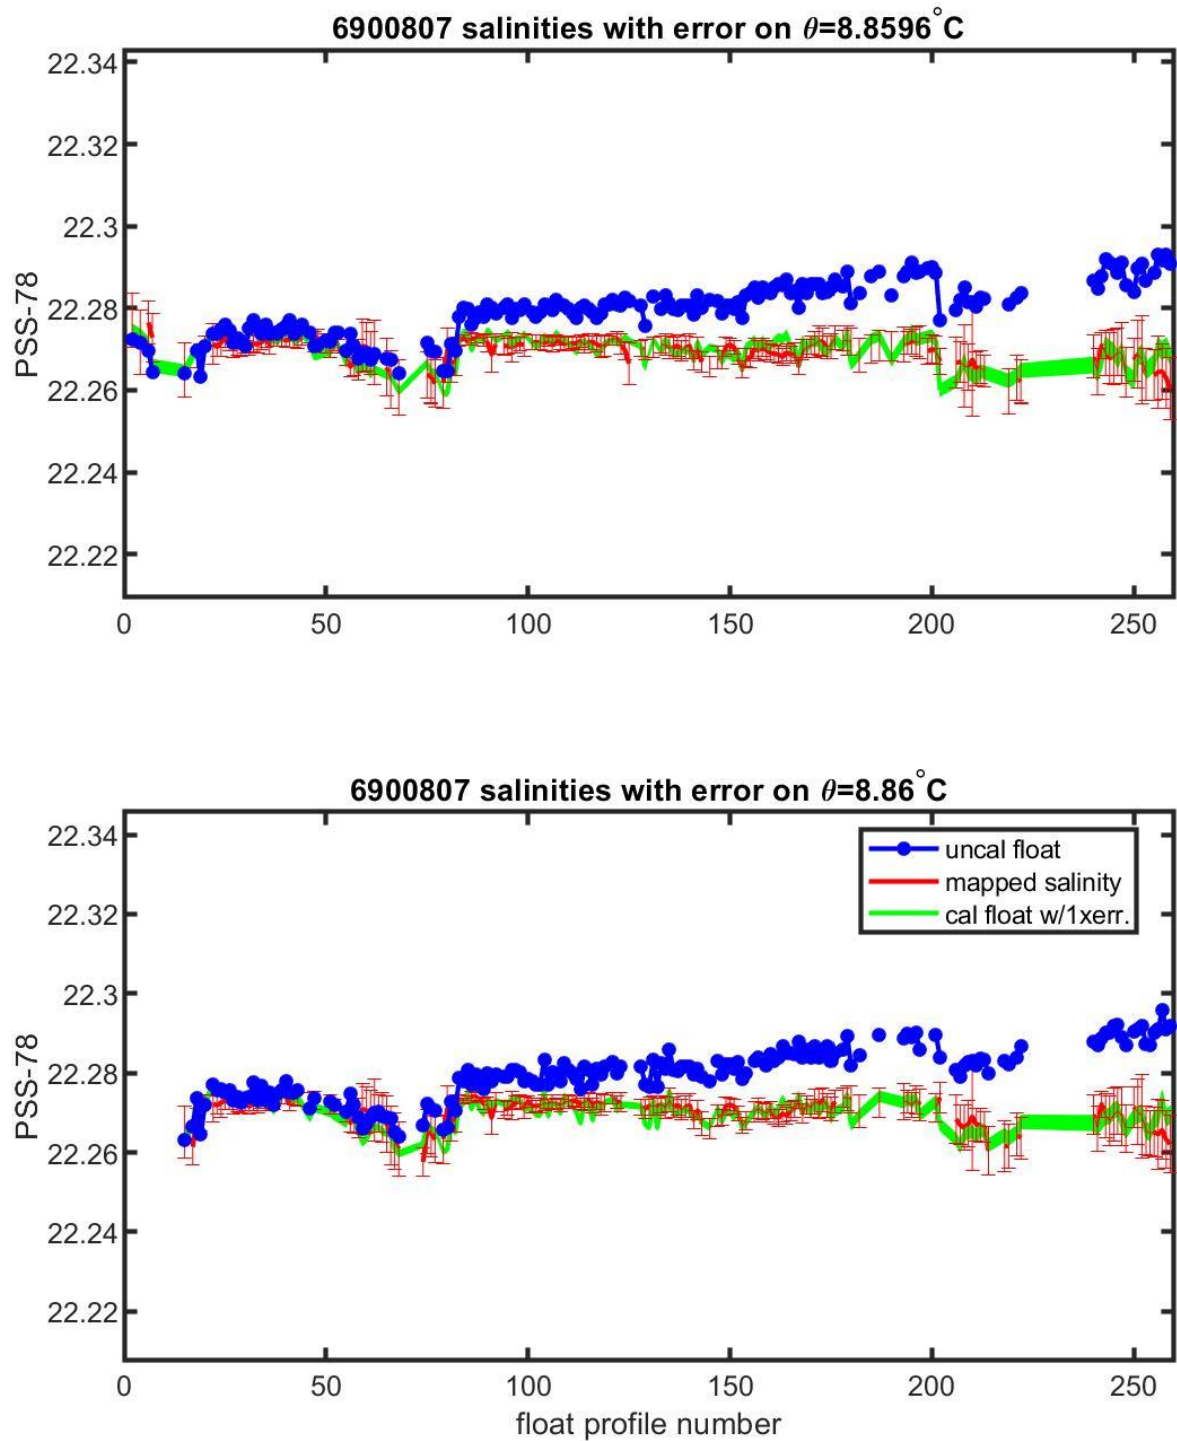 6900807 salinities with error on θ=8.8596°C
22.34
22.32
22.3
22.28
22.26
22.24
22.22
PSS-78
0 50 100 150 200 250
6900807 salinities with error on θ=8.86°C
22.34
22.32
22.3
22.28
22.26
22.24
22.22
PSS-78
uncal float
mapped salinity
cal float w/1xerr.
0 50 100 150 200 250
float profile number